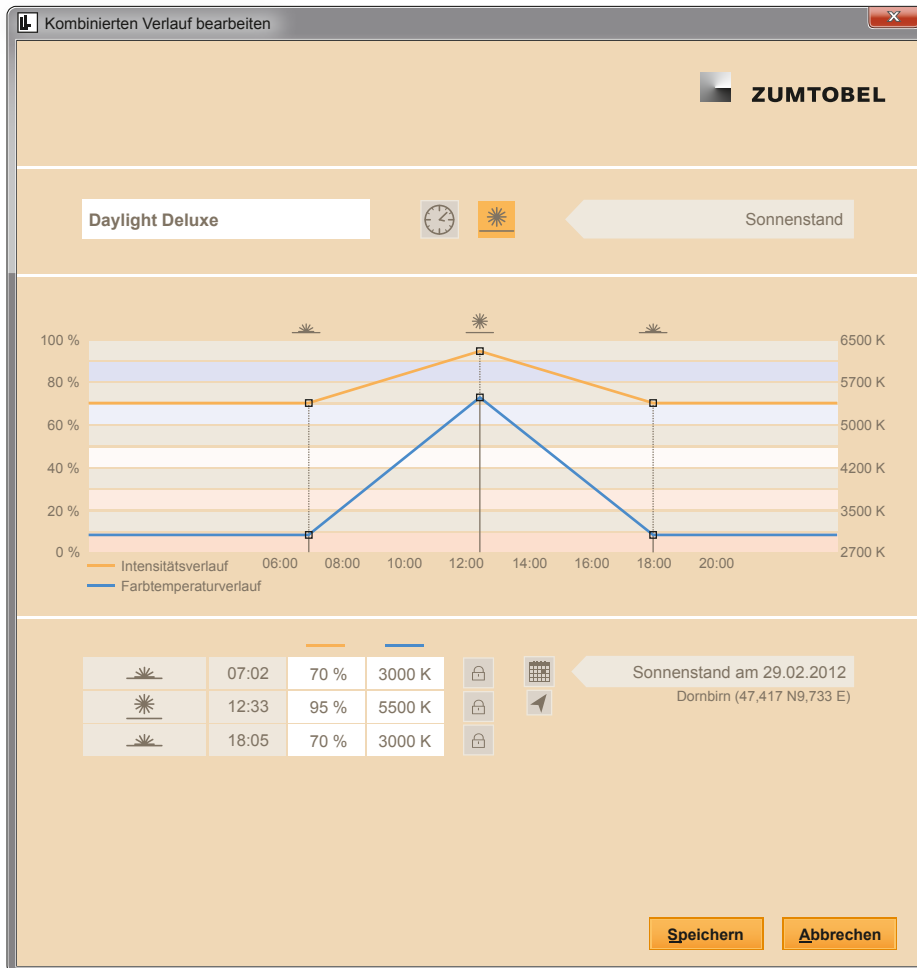 Kombinierten Verlauf bearbeiten
ZUMTOBEL
Daylight Deluxe
Sonnenstand
100 %
6500 K
80 %
5700 K
60 %
5000 K
40 %
4200 K
20 %
3500 K
0 %
2700 K
06:00 08:00 10:00 12:00 14:00 16:00 18:00 20:00
Intensitätsverlauf
Farbtemperaturverlauf
07:02 70 % 3000 K
12:33 95 % 5500 K
18:05 70 % 3000 K
Sonnenstand am 29.02.2012
Dornbirn (47,417 N9,733 E)
Speichern
Abbrechen